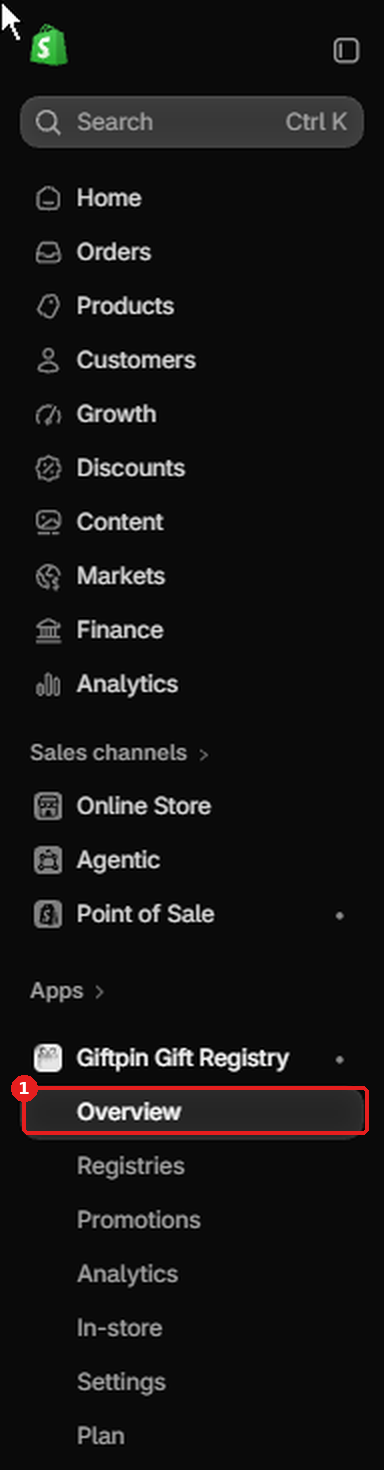 Search Ctrl K
Home
Orders
Products
Customers
Growth
Discounts
Content
Markets
Finance
Analytics
Sales channels >
Online Store
Agentic
Point of Sale
Apps >
Giftpin Gift Registry
1
Overview
Registries
Promotions
Analytics
In-store
Settings
Plan